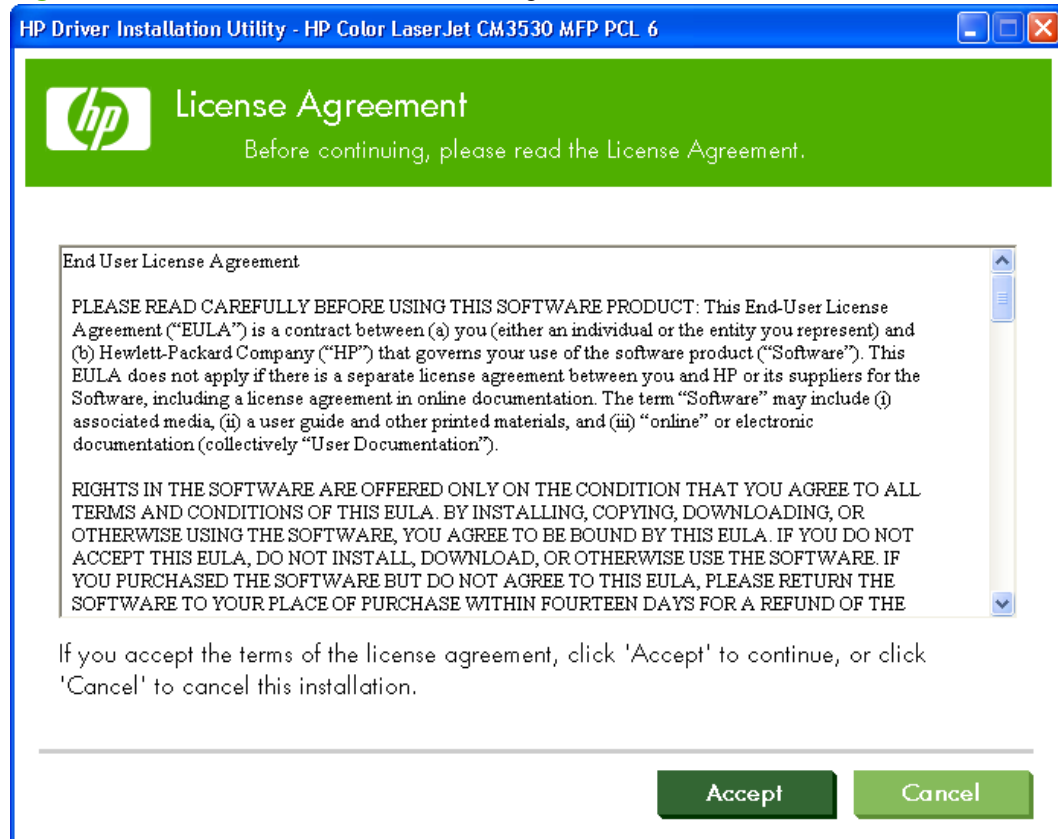 HP Driver Installation Utility - HP Color LaserJet CM3530 MFP PCL 6
hp
License Agreement
Before continuing, please read the License Agreement.
End User License Agreement
PLEASE READ CAREFULLY BEFORE USING THIS SOFTWARE PRODUCT: This End-User License
Agreement (“EULA”) is a contract between (a) you (either an individual or the entity you represent) and
(b) Hewlett-Packard Company (“HP”) that governs your use of the software product (“Software”). This
EULA does not apply if there is a separate license agreement between you and HP or its suppliers for the
Software, including a license agreement in online documentation. The term “Software” may include (i)
associated media, (ii) a user guide and other printed materials, and (iii) “online” or electronic
documentation (collectively “User Documentation”).
RIGHTS IN THE SOFTWARE ARE OFFERED ONLY ON THE CONDITION THAT YOU AGREE TO ALL
TERMS AND CONDITIONS OF THIS EULA. BY INSTALLING, COPYING, DOWNLOADING, OR
OTHERWISE USING THE SOFTWARE, YOU AGREE TO BE BOUND BY THIS EULA. IF YOU DO NOT
ACCEPT THIS EULA, DO NOT INSTALL, DOWNLOAD, OR OTHERWISE USE THE SOFTWARE. IF
YOU PURCHASED THE SOFTWARE BUT DO NOT AGREE TO THIS EULA, PLEASE RETURN THE
SOFTWARE TO YOUR PLACE OF PURCHASE WITHIN FOURTEEN DAYS FOR A REFUND OF THE
If you accept the terms of the license agreement, click 'Accept' to continue, or click
'Cancel' to cancel this installation.
Accept
Cancel